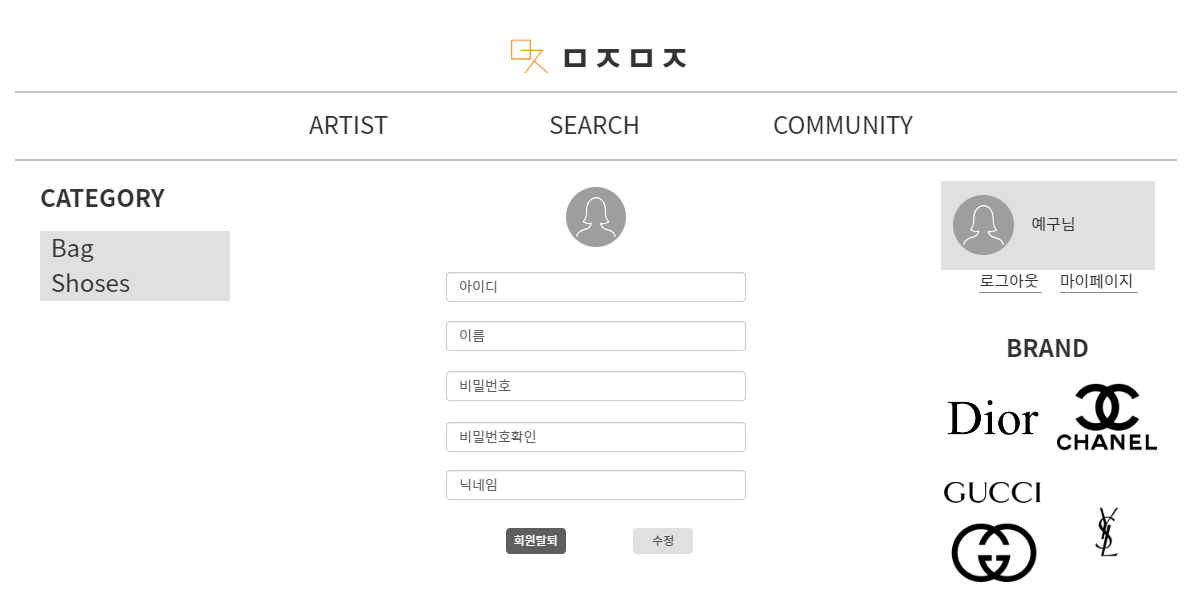 ㅁㅈㅁㅈ
ARTIST SEARCH COMMUNITY
CATEGORY
Bag
Shoses
아이디
이름
비밀번호
비밀번호확인
닉네임
회원탈퇴 수정
예구님
로그아웃 마이페이지
BRAND
Dior
CHANEL
GUCCI
YSL